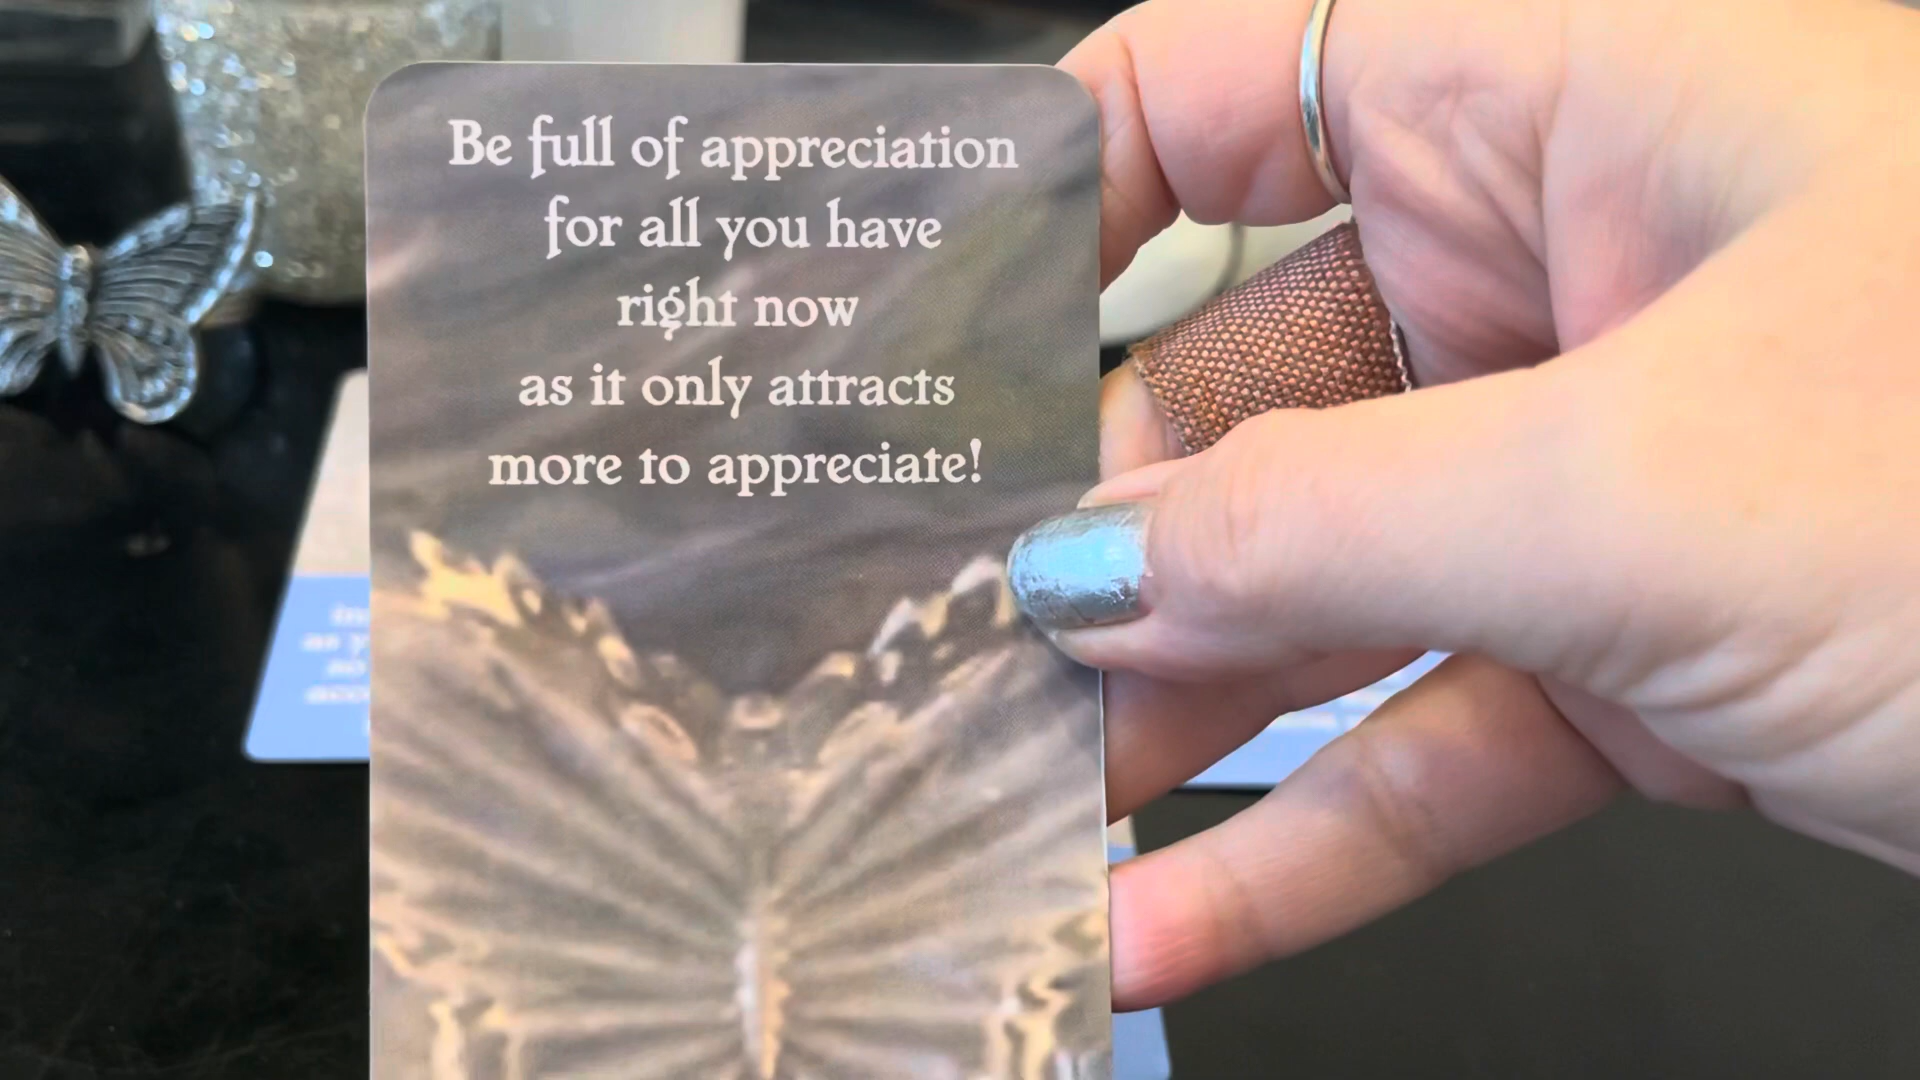 Be full of appreciation
for all you have
right now
as it only attracts
more to appreciate!